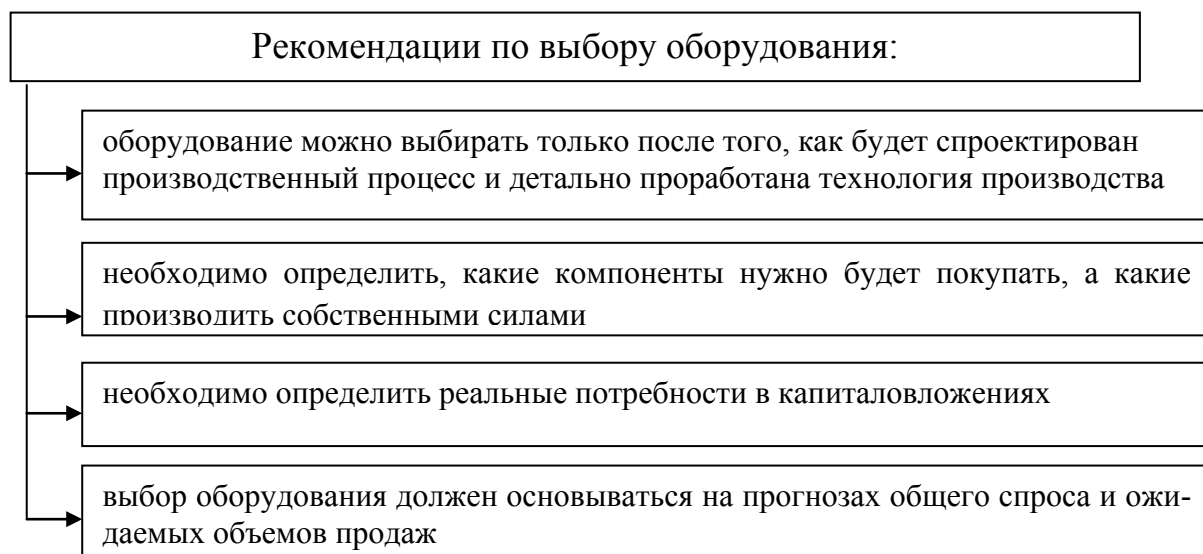 Рекомендации по выбору оборудования:
оборудование можно выбирать только после того, как будет спроектирован
производственный процесс и детально проработана технология производства
необходимо определить, какие компоненты нужно будет покупать, а какие
производить собственными силами
необходимо определить реальные потребности в капиталовложениях
выбор оборудования должен основываться на прогнозах общего спроса и ожи-
даемых объемов продаж